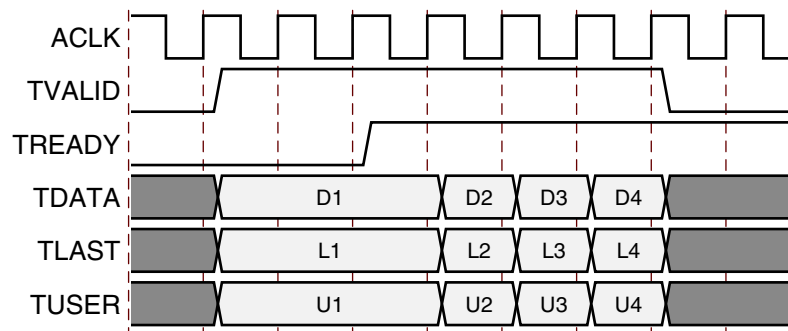 ACLK
TVALID
TREADY
TDATA D1 D2 D3 D4
TLAST L1 L2 L3 L4
TUSER U1 U2 U3 U4